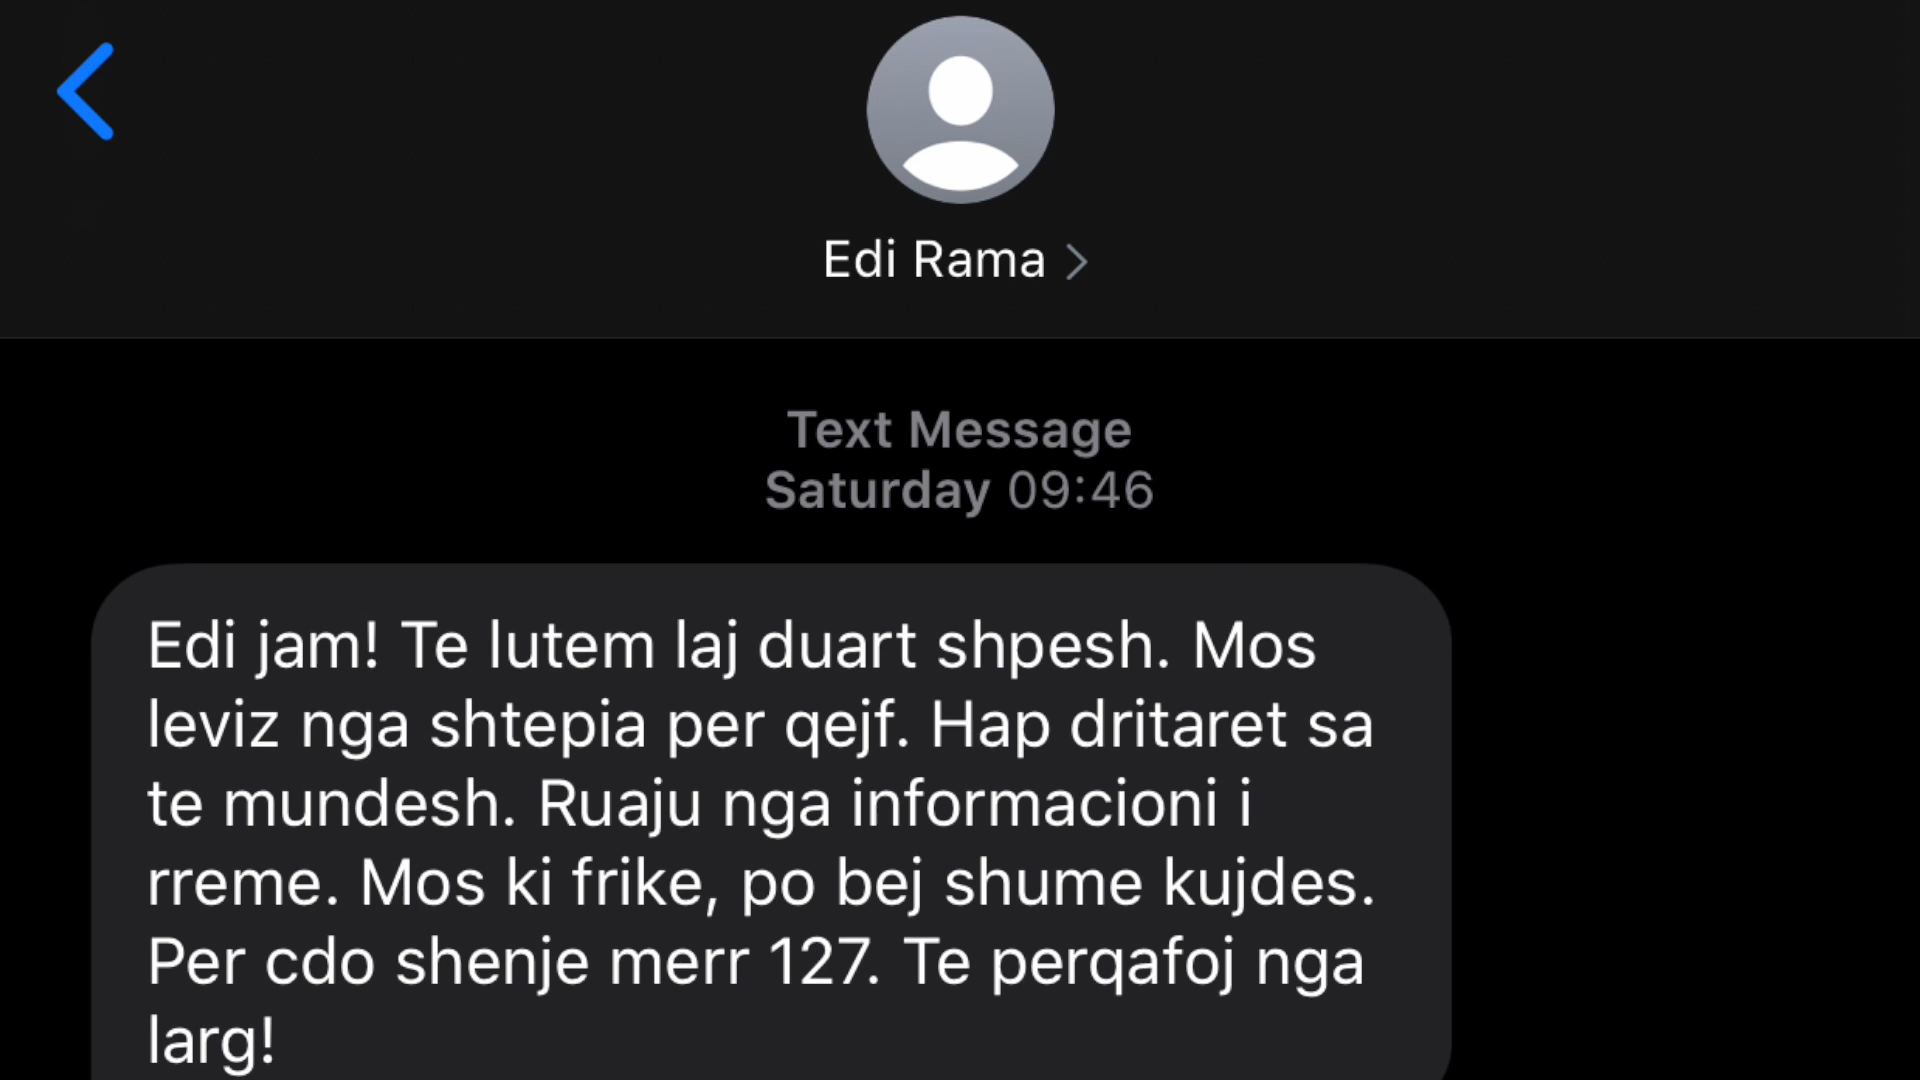 Edi Rama
Text Message
Saturday 09:46
Edi jam! Te lutem laj duart shpesh. Mos
leviz nga shtepia per qejf. Hap dritaret sa
te mundesh. Ruaju nga informacioni i
rreme. Mos ki frike, po bej shume kujdes.
Per cdo shenje merr 127. Te perqafoj nga
larg!